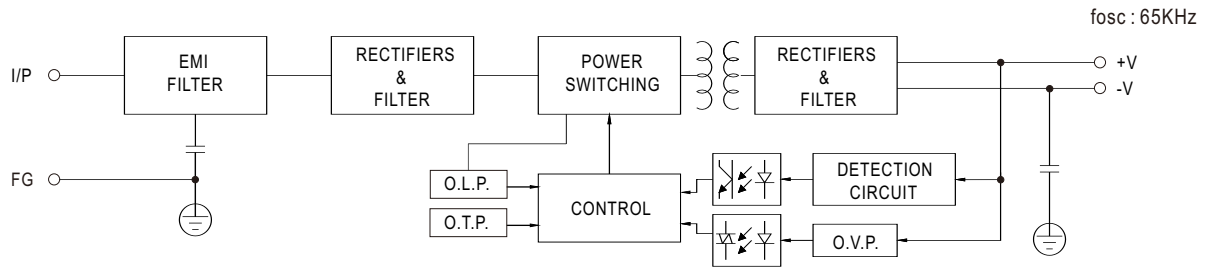 fosc : 65KHz
I/P
EMI
FILTER
RECTIFIERS
&
FILTER
POWER
SWITCHING
RECTIFIERS
&
FILTER
+V
-V
FG
O.L.P.
O.T.P.
CONTROL
DETECTION
CIRCUIT
O.V.P.